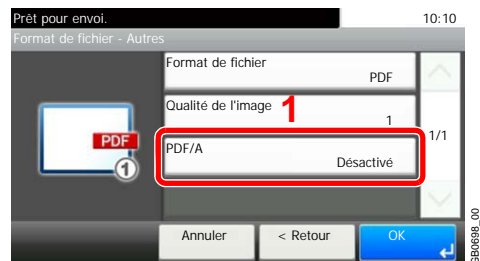 Prêt pour envoi.
10:10
Format de fichier - Autres
Format de fichier
PDF
Qualité de l'image
1
1
PDF/A
Désactivé
1/1
PDF
1
Annuler
< Retour
OK
GB0698_00